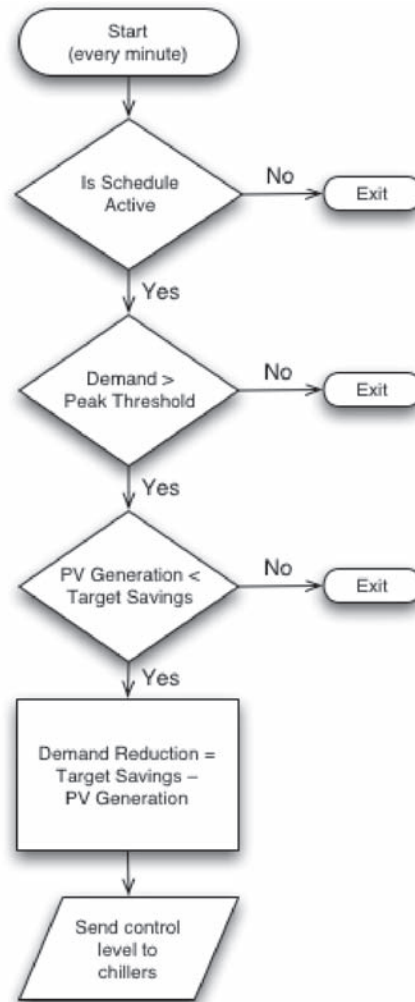 Start
(every minute)
Is Schedule
Active
No
Exit
Yes
Demand >
Peak Threshold
No
Exit
Yes
PV Generation <
Target Savings
No
Exit
Yes
Demand Reduction =
Target Savings –
PV Generation
Send control
level to
chillers